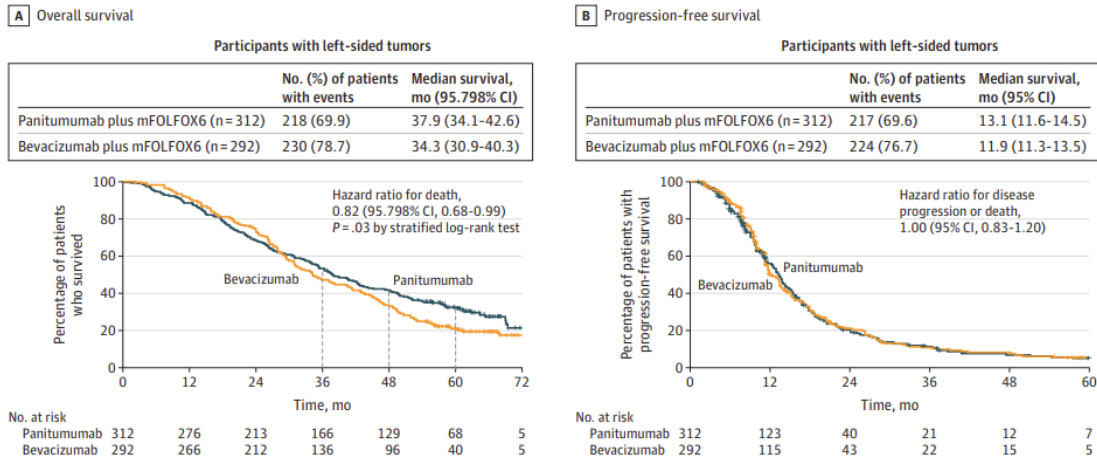 A Overall survival
Participants with left-sided tumors
No. (%) of patients with events Median survival, mo (95.798% CI)
Panitumumab plus mFOLFOX6 (n = 312) 218 (69.9) 37.9 (34.1-42.6)
Bevacizumab plus mFOLFOX6 (n = 292) 230 (78.7) 34.3 (30.9-40.3)
Percentage of patients who survived
100
80
60
40
20
0
Hazard ratio for death,
0.82 (95.798% CI, 0.68-0.99)
P = .03 by stratified log-rank test
Bevacizumab
Panitumumab
0 12 24 36 48 60 72
Time, mo
No. at risk
Panitumumab 312 276 213 166 129 68 5
Bevacizumab 292 266 212 136 96 40 5
B Progression-free survival
Participants with left-sided tumors
No. (%) of patients with events Median survival, mo (95% CI)
Panitumumab plus mFOLFOX6 (n = 312) 217 (69.6) 13.1 (11.6-14.5)
Bevacizumab plus mFOLFOX6 (n = 292) 224 (76.7) 11.9 (11.3-13.5)
Percentage of patients with progression-free survival
100
80
60
40
20
0
Hazard ratio for disease
progression or death,
1.00 (95% CI, 0.83-1.20)
Panitumumab
Bevacizumab
0 12 24 36 48 60
Time, mo
No. at risk
Panitumumab 312 123 40 21 12 7
Bevacizumab 292 115 43 22 15 5